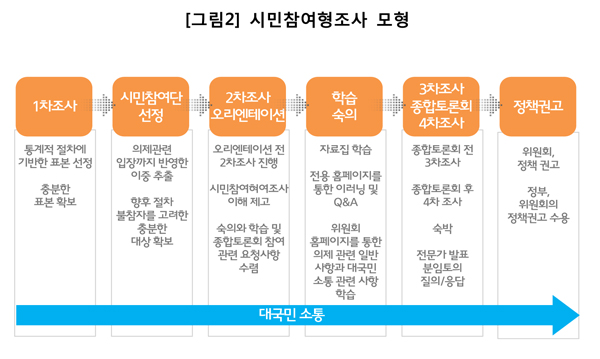 [그림2] 시민참여형조사 모형
1차조사
통계적 절차에
기반한 표본 선정
충분한
표본 확보
시민참여단
선정
의제관련
입장까지 반영한
이중 추출
향후 절차
불참자를 고려한
충분한
대상 확보
2차조사
오리엔테이션
오리엔테이션 전
2차조사 진행
시민참여혀여조사
이해 제고
숙의와 학습 및
종합토론회 참여
관련 요청사항
수렴
학습
숙의
자료집 학습
전용 홈페이지를
통한 이러닝 및
Q&A
위원회
홈페이지를 통한
의제 관련 일반
사항과 대국민
소통 관련 사항
학습
3차조사
종합토론회
4차조사
종합토론회 전
3차조사
종합토론회 후
4차 조사
숙박
전문가 발표
분임토의
질의/응답
정책권고
위원회,
정책 권고
정부,
위원회의
정책권고 수용
대국민 소통